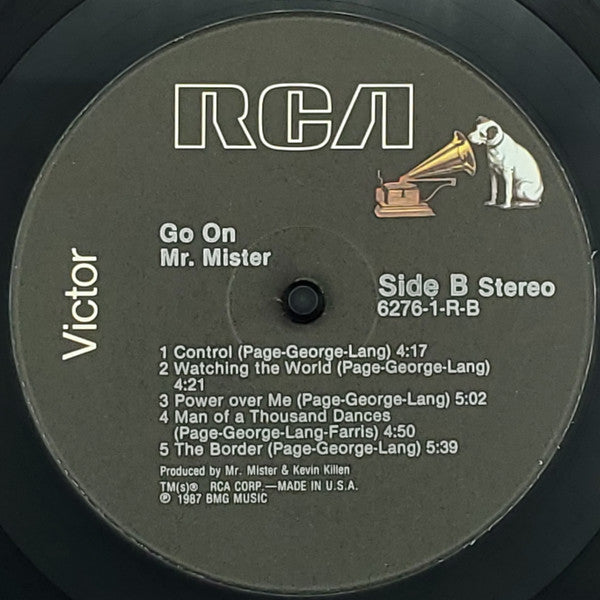 RCA
Victor
Go On
Mr. Mister
Side B Stereo
6276-1-R-B
1 Control (Page-George-Lang) 4:17
2 Watching the World (Page-George-Lang)
4:21
3 Power over Me (Page-George-Lang) 5:02
4 Man of a Thousand Dances
(Page-George-Lang-Farris) 4:50
5 The Border (Page-George-Lang) 5:39
Produced by Mr. Mister & Kevin Killen
TM(s)® RCA CORP.—MADE IN U.S.A.
℗ 1987 BMG MUSIC